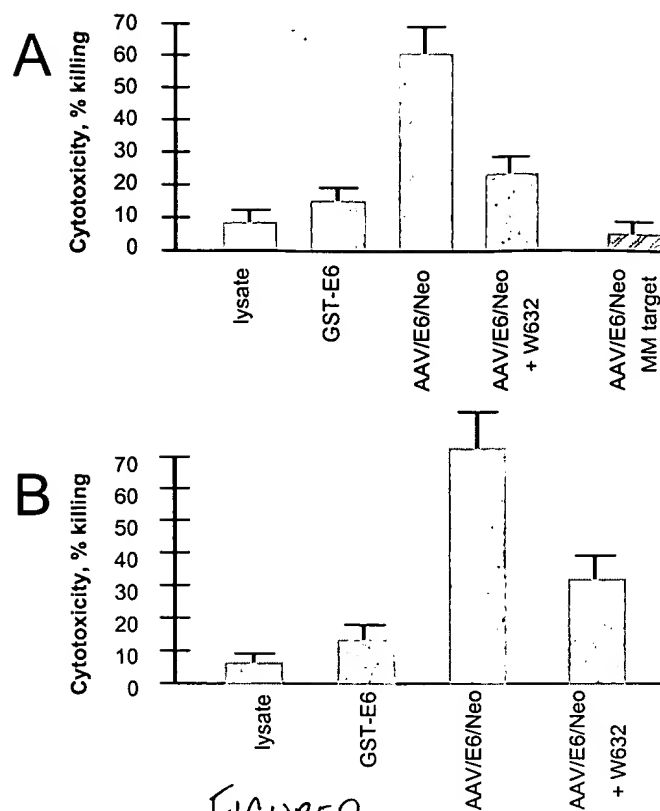 A
Cytotoxicity, % killing
70
60
50
40
30
20
10
0
lysate
GST-E6
AAV/E6/Neo
AAV/E6/Neo
+ W632
AAV/E6/Neo
MM target
B
Cytotoxicity, % killing
70
60
50
40
30
20
10
0
lysate
GST-E6
AAV/E6/Neo
AAV/E6/Neo
+ W632